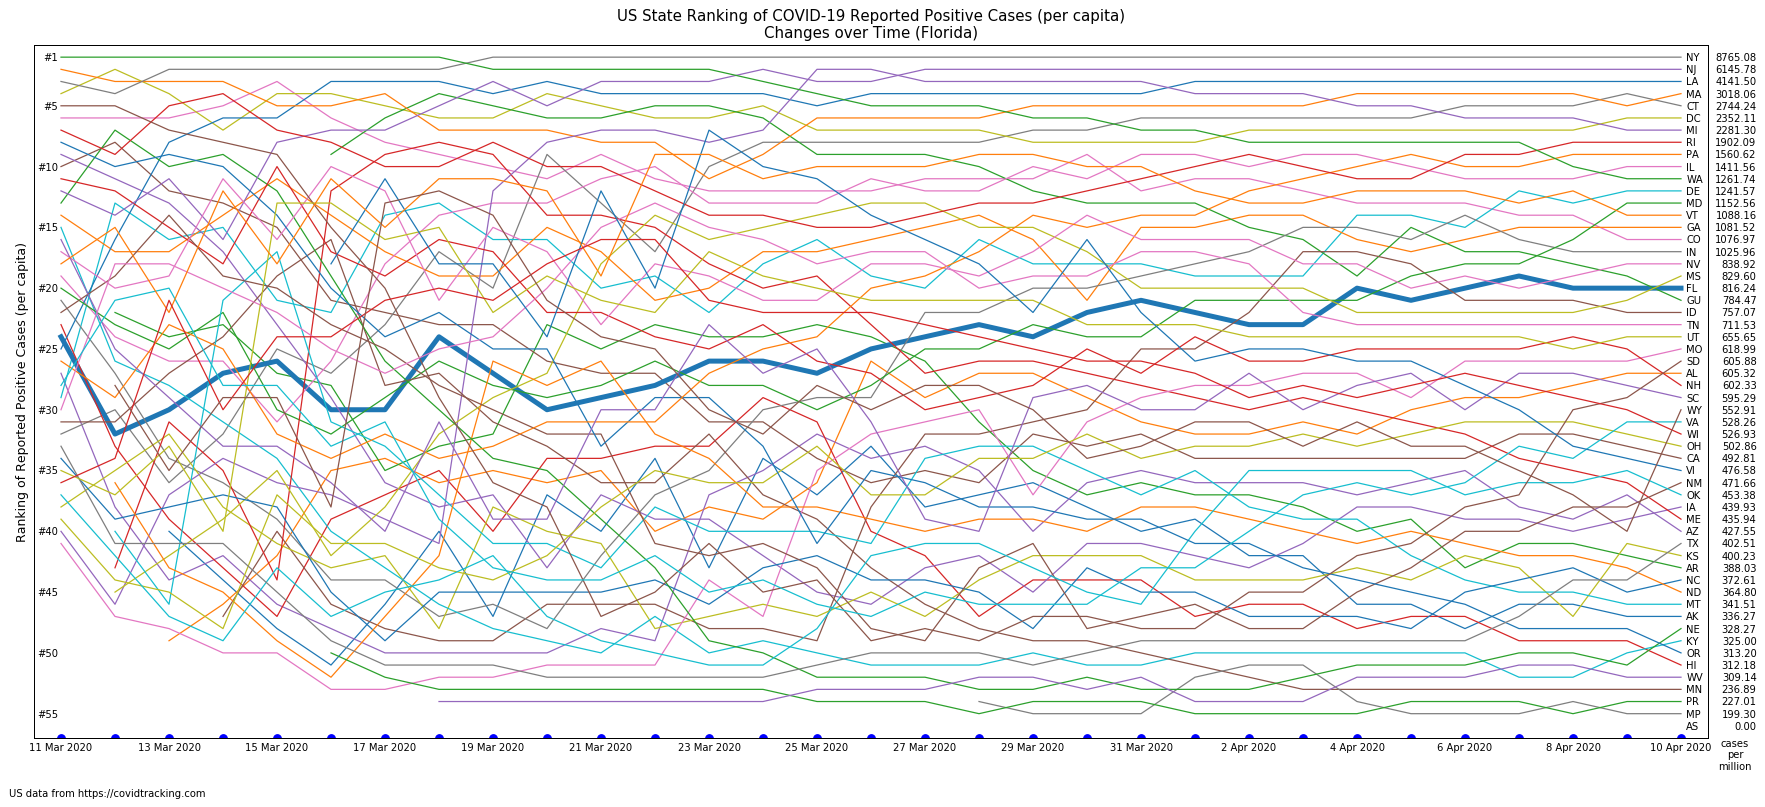 US State Ranking of COVID-19 Reported Positive Cases (per capita)
Changes over Time (Florida)
Ranking of Reported Positive Cases (per capita)
#1
#5
#10
#15
#20
#25
#30
#35
#40
#45
#50
#55
NY 8765.08
NJ 6145.78
LA 4141.50
MA 3018.06
CT 2744.24
DC 2352.11
MI 2281.30
RI 1902.09
PA 1560.62
IL 1411.56
WA 1261.74
DE 1241.57
MD 1152.56
VT 1088.16
GA 1081.52
CO 1076.97
IN 1025.96
NV 838.92
MS 829.60
FL 816.24
GU 784.47
ID 757.07
TN 711.53
UT 655.65
MO 618.99
SD 605.88
AL 605.32
NH 602.33
SC 595.29
WY 552.91
VA 528.26
WI 526.93
OH 502.86
CA 492.81
VI 476.58
NM 471.66
OK 453.38
IA 439.93
ME 435.94
AZ 427.55
TX 402.51
KS 400.23
AR 388.03
NC 372.61
ND 364.80
MT 341.51
AK 336.27
NE 328.27
KY 325.00
OR 313.20
HI 312.18
WV 309.14
MN 236.89
PR 227.01
MP 199.30
AS 0.00
11 Mar 2020 13 Mar 2020 15 Mar 2020 17 Mar 2020 19 Mar 2020 21 Mar 2020 23 Mar 2020 25 Mar 2020 27 Mar 2020 29 Mar 2020 31 Mar 2020 2 Apr 2020 4 Apr 2020 6 Apr 2020 8 Apr 2020 10 Apr 2020
cases
per
million
US data from https://covidtracking.com